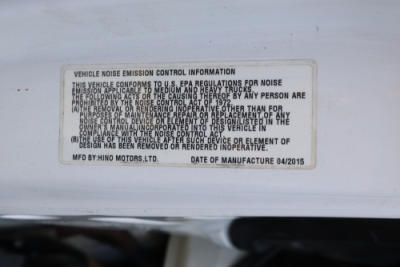 VEHICLE NOISE EMISSION CONTROL INFORMATION
THIS VEHICLE CONFORMS TO U.S. EPA REGULATIONS FOR NOISE
EMISSION APPLICABLE TO MEDIUM AND HEAVY TRUCKS.
THE FOLLOWING ACTS OR THE CAUSING THEREOF BY ANY PERSON ARE
PROHIBITED BY THE NOISE CONTROL ACT OF 1972.
(A) THE REMOVAL OR RENDERING INOPERATIVE, OTHER THAN FOR
PURPOSES OF MAINTENANCE REPAIR OR REPLACEMENT, OF ANY
NOISE CONTROL DEVICE OR ELEMENT OF DESIGN(LISTED IN THE
OWNER'S MANUAL)INCORPORATED INTO THIS VEHICLE IN
COMPLIANCE WITH THE NOISE CONTROL ACT.
(B) THE USE OF THIS VEHICLE AFTER SUCH DEVICE OR ELEMENT OF
DESIGN HAS BEEN REMOVED OR RENDERED INOPERATIVE.
MFD BY HINO MOTORS,LTD. DATE OF MANUFACTURE 04/2015